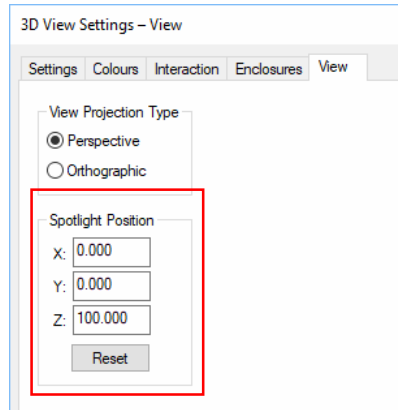 3D View Settings – View
Settings Colours Interaction Enclosures View
View Projection Type
Perspective
Orthographic
Spotlight Position
X: 0.000
Y: 0.000
Z: 100.000
Reset